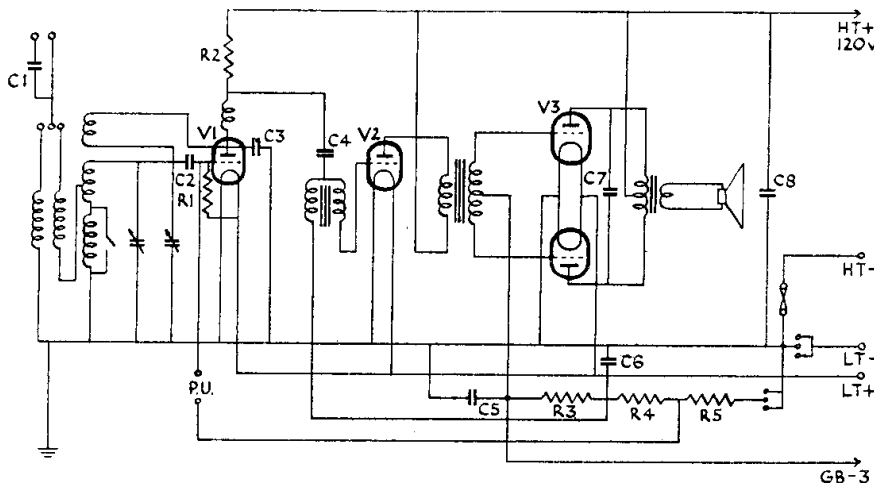 HT+
120V
R2
C1
V1
C3
C4
V2
V3
C2
R1
C7
C8
HT-
LT-
C6
LT+
P.U.
C5
R3
R4
R5
GB-3